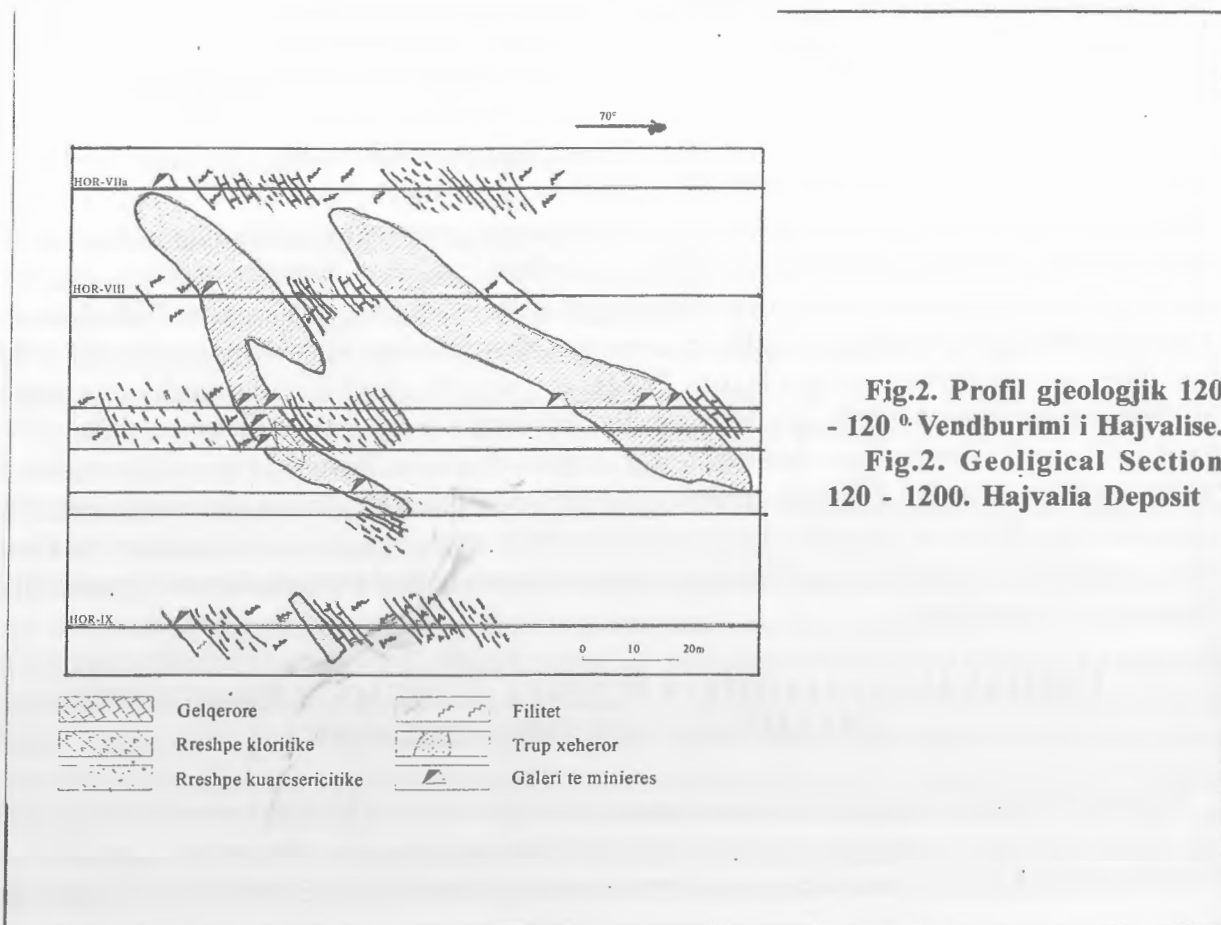 70°
HOR-VIIa
HOR-VIII
HOR-IX
0 10 20m
Gelqerore
Rreshpe kloritike
Rreshpe kuarcsericitike
Filitet
Trup xeheror
Galeri te minieres
Fig.2. Profil gjeologjik 120
- 120 ⁰· Vendburimi i Hajvalise.
Fig.2. Geoligical Section
120 - 1200. Hajvalia Deposit